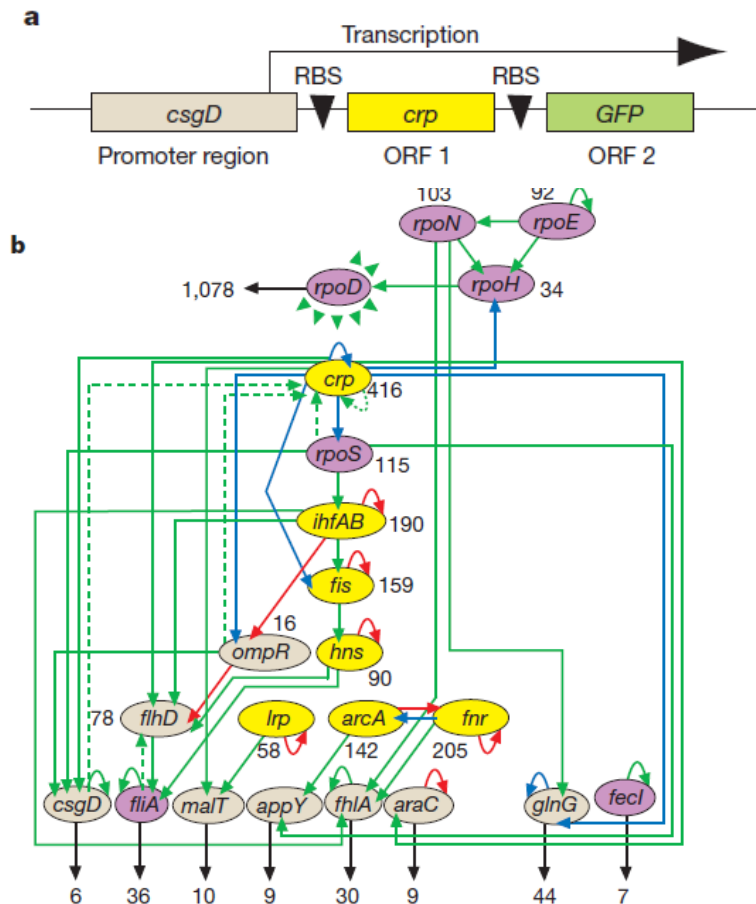 a
Transcription
RBS RBS
csgD crp GFP
Promoter region ORF 1 ORF 2
103 92
b
rpoN rpoE
1,078 rpoD rpoH 34
crp
416
rpoS
115
ihfAB 190
fis 159
16
ompR hns
90
78 flhD lrp arcA fnr
58 142 205
csgD fliA malT appY fhlA araC glnG fecI
6 36 10 9 30 9 44 7